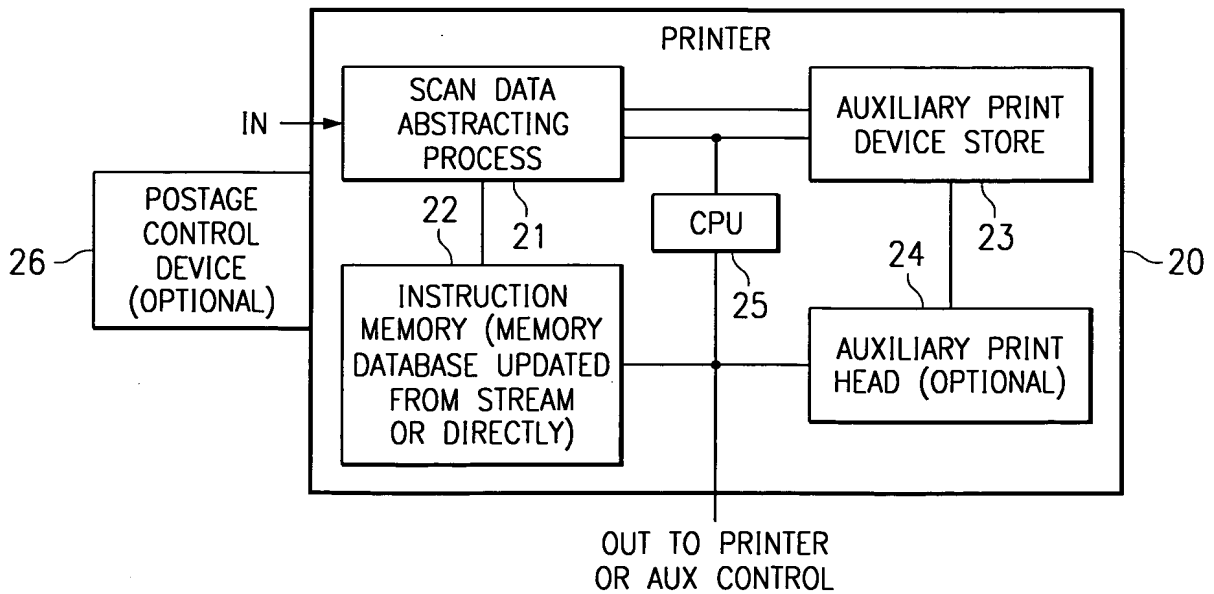 PRINTER
SCAN DATA
ABSTRACTING
PROCESS
AUXILIARY PRINT
DEVICE STORE
IN
POSTAGE
CONTROL
DEVICE
(OPTIONAL)
26
22
21
CPU
25
23
24
20
INSTRUCTION
MEMORY (MEMORY
DATABASE UPDATED
FROM STREAM
OR DIRECTLY)
AUXILIARY PRINT
HEAD (OPTIONAL)
OUT TO PRINTER
OR AUX CONTROL